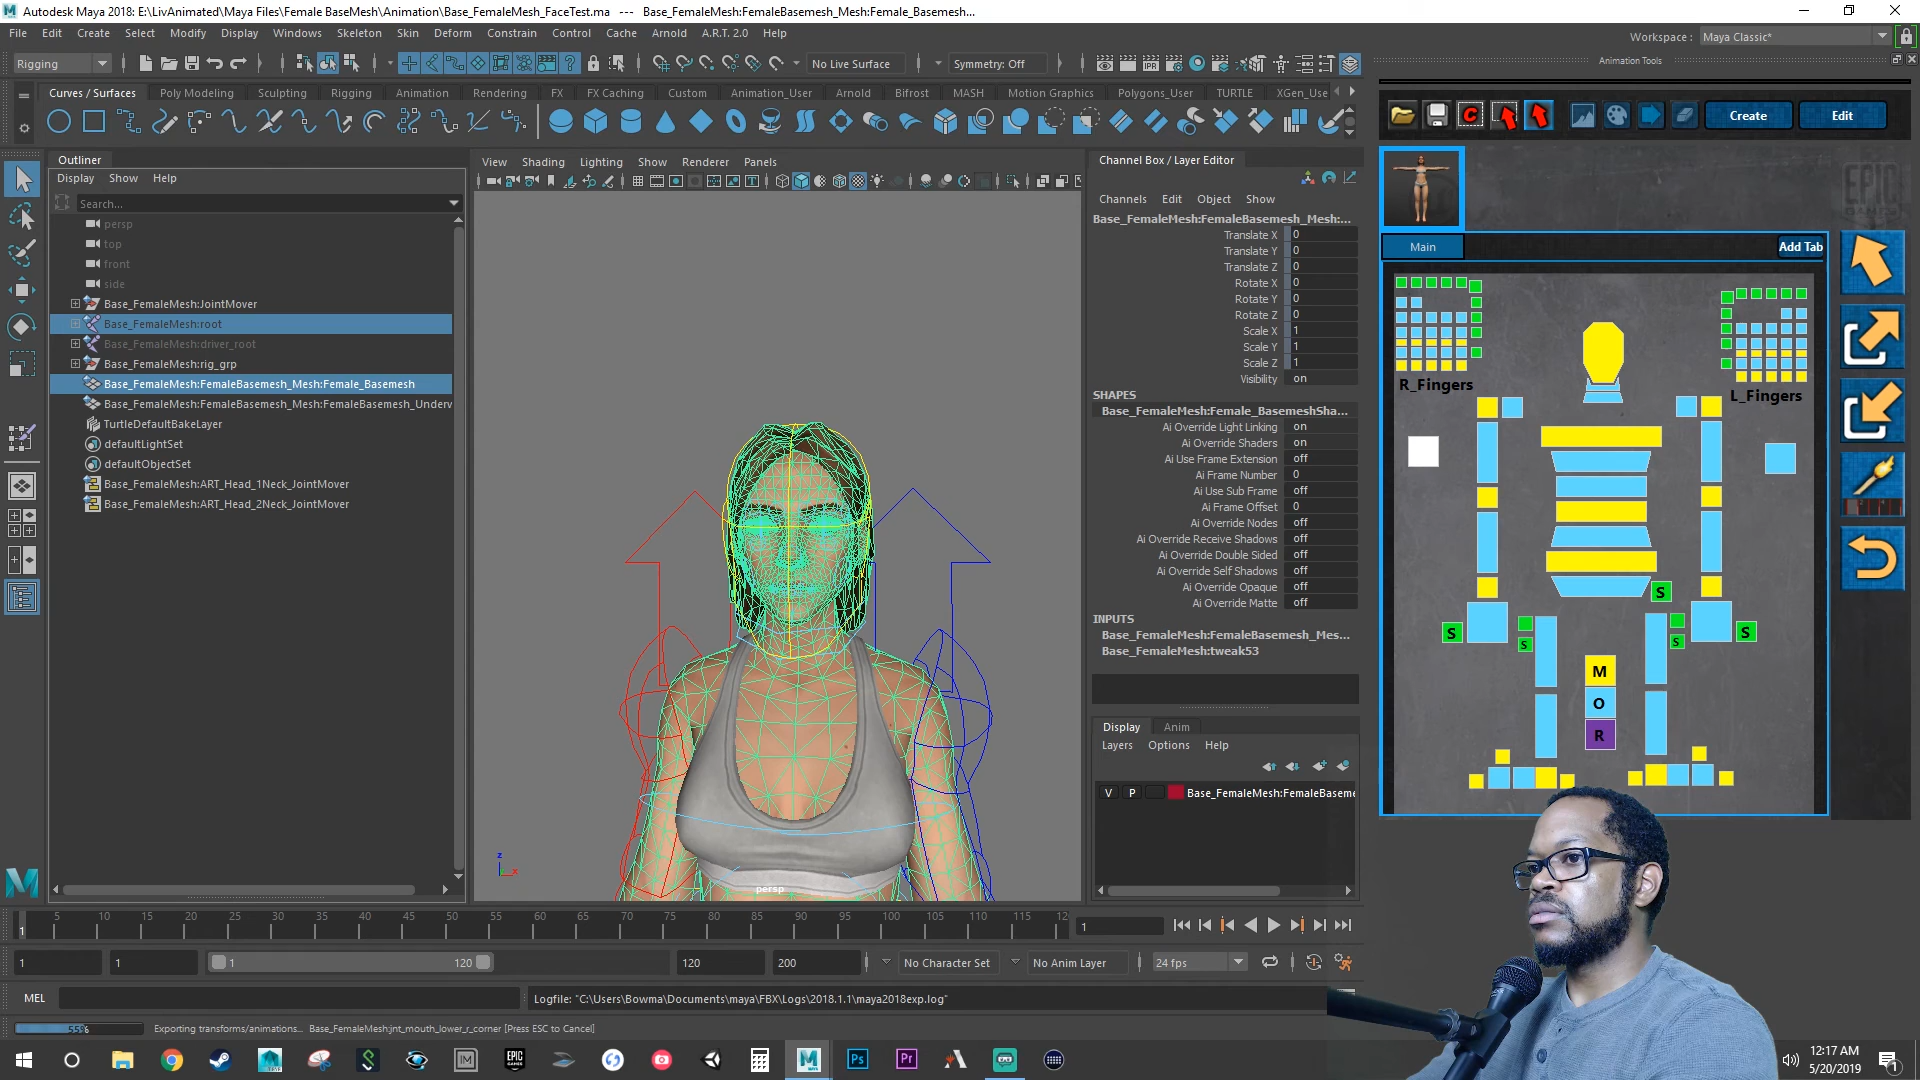 Autodesk Maya 2018: E:\LivAnimated\Maya Files\Female BaseMesh\Animation\Base_FemaleMesh_FaceTest.ma --- Base_FemaleMesh:FemaleBasemesh_Mesh:Female_Basemesh...
File Edit Create Select Modify Display Windows Skeleton Skin Deform Constrain Control Cache Arnold A.R.T. 2.0 Help
Workspace : Maya Classic*
Rigging
No Live Surface
Symmetry: Off
Animation Tools
Curves / Surfaces Poly Modeling Sculpting Rigging Animation Rendering FX FX Caching Custom Animation_User Arnold Bifrost MASH Motion Graphics Polygons_User TURTLE XGen_Use
Create
Edit
Outliner
Display Show Help
Search...
persp
top
front
side
Base_FemaleMesh:JointMover
Base_FemaleMesh:root
Base_FemaleMesh:driver_root
Base_FemaleMesh:rig_grp
Base_FemaleMesh:FemaleBasemesh_Mesh:Female_Basemesh
Base_FemaleMesh:FemaleBasemesh_Mesh:FemaleBasemesh_Underw
TurtleDefaultBakeLayer
defaultLightSet
defaultObjectSet
Base_FemaleMesh:ART_Head_1Neck_JointMover
Base_FemaleMesh:ART_Head_2Neck_JointMover
View Shading Lighting Show Renderer Panels
persp
z
x
Channel Box / Layer Editor
Channels Edit Object Show
Base_FemaleMesh:FemaleBasemesh_Mesh:...
Translate X 0
Translate Y 0
Translate Z 0
Rotate X 0
Rotate Y 0
Rotate Z 0
Scale X 1
Scale Y 1
Scale Z 1
Visibility on
SHAPES
Base_FemaleMesh:Female_BasemeshSha...
Ai Override Light Linking on
Ai Override Shaders on
Ai Use Frame Extension off
Ai Frame Number 0
Ai Use Sub Frame off
Ai Frame Offset 0
Ai Override Nodes off
Ai Override Receive Shadows off
Ai Override Double Sided off
Ai Override Self Shadows off
Ai Override Opaque off
Ai Override Matte off
INPUTS
Base_FemaleMesh:FemaleBasemesh_Mes...
Base_FemaleMesh:tweak53
Display Anim
Layers Options Help
V P Base_FemaleMesh:FemaleBaseme
EPIC
GAMES
Main
Add Tab
R_Fingers
L_Fingers
S
S
S
S
S
M
O
R
5 10 15 20 25 30 35 40 45 50 55 60 65 70 75 80 85 90 95 100 105 110 115 12
1
1
1 1 1 120 120 200
No Character Set
No Anim Layer
24 fps
MEL
Logfile: "C:\Users\Bowma\Documents\maya\FBX\Logs\2018.1.1\maya2018exp.log"
55%
Exporting transforms/animations... Base_FemaleMesh:jnt_mouth_lower_r_corner [Press ESC to Cancel]
12:17 AM
5/20/2019